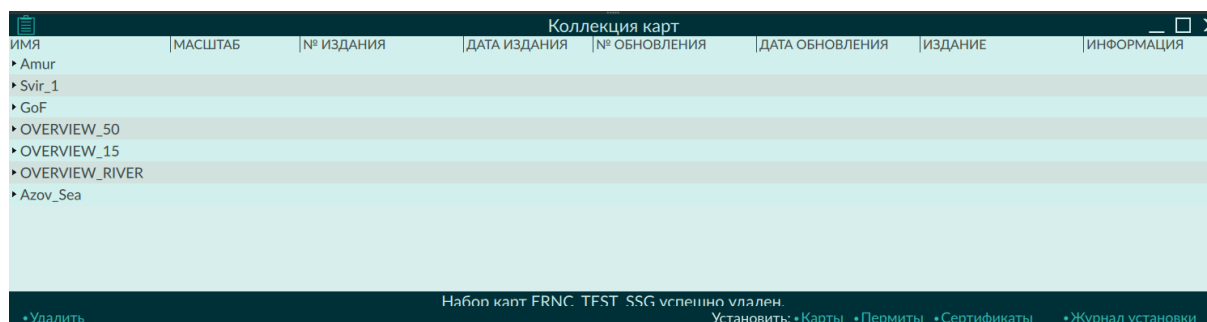 Коллекция карт
ИМЯ МАСШТАБ № ИЗДАНИЯ ДАТА ИЗДАНИЯ № ОБНОВЛЕНИЯ ДАТА ОБНОВЛЕНИЯ ИЗДАНИЕ ИНФОРМАЦИЯ
Amur
Svir_1
GoF
OVERVIEW_50
OVERVIEW_15
OVERVIEW_RIVER
Azov_Sea
Набор карт ERNC_TEST_SSG успешно удален.
•Удалить Установить: •Карты •Пермиты •Сертификаты •Журнал установки